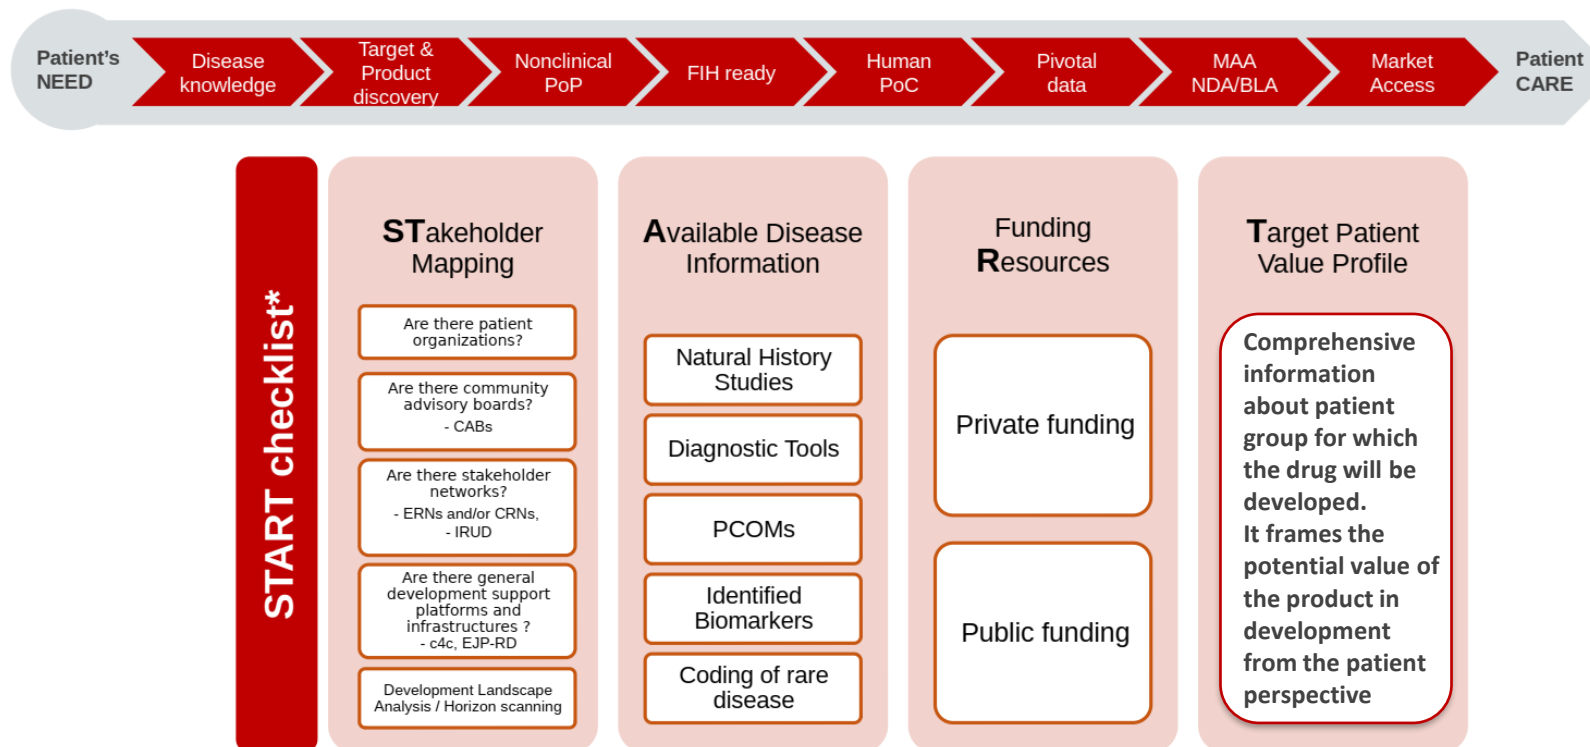 Patient's
NEED
Disease
knowledge
Target &
Product
discovery
Nonclinical
PoP
FIH ready
Human
PoC
Pivotal
data
MAA
NDA/BLA
Market
Access
Patient
CARE
START checklist*
STakeholder
Mapping
Are there patient
organizations?
Are there community
advisory boards?
- CABs
Are there stakeholder
networks?
- ERNs and/or CRNs,
- IRUD
Are there general
development support
platforms and
infrastructures ?
- c4c, EJP-RD
Development Landscape
Analysis / Horizon scanning
Available Disease
Information
Natural History
Studies
Diagnostic Tools
PCOMs
Identified
Biomarkers
Coding of rare
disease
Funding
Resources
Private funding
Public funding
Target Patient
Value Profile
Comprehensive
information
about patient
group for which
the drug will be
developed.
It frames the
potential value of
the product in
development
from the patient
perspective